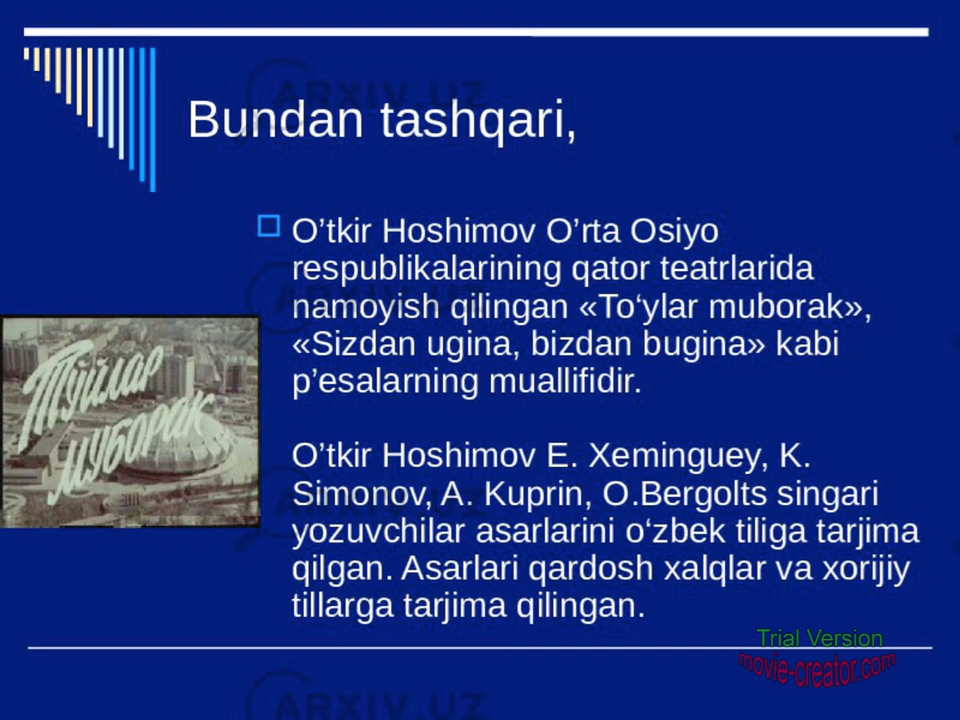 ARXIV.UZ
Bundan tashqari,
O’tkir Hoshimov O’rta Osiyo
respublikalarining qator teatrlarida
namoyish qilingan «To‘ylar muborak»,
«Sizdan ugina, bizdan bugina» kabi
p’esalarning muallifidir.
Тўйлар
муборак
O’tkir Hoshimov E. Xeminguey, K.
Simonov, A. Kuprin, O.Bergolts singari
yozuvchilar asarlarini o‘zbek tiliga tarjima
qilgan. Asarlari qardosh xalqlar va xorijiy
tillarga tarjima qilingan.
Trial Version
movie-creator.com
ARXIV.UZ